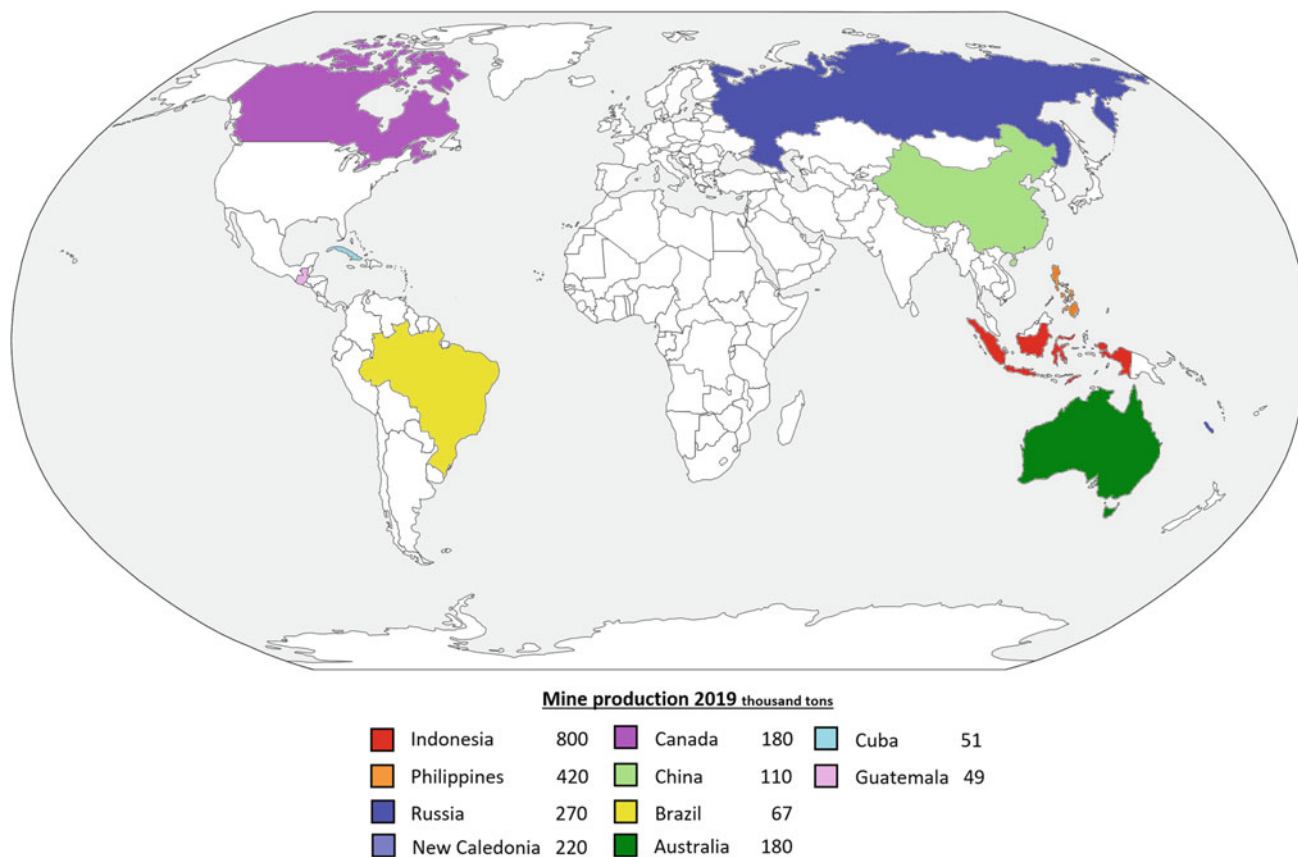 Mine production 2019 thousand tons
Indonesia 800
Philippines 420
Russia 270
New Caledonia 220
Canada 180
China 110
Brazil 67
Australia 180
Cuba 51
Guatemala 49